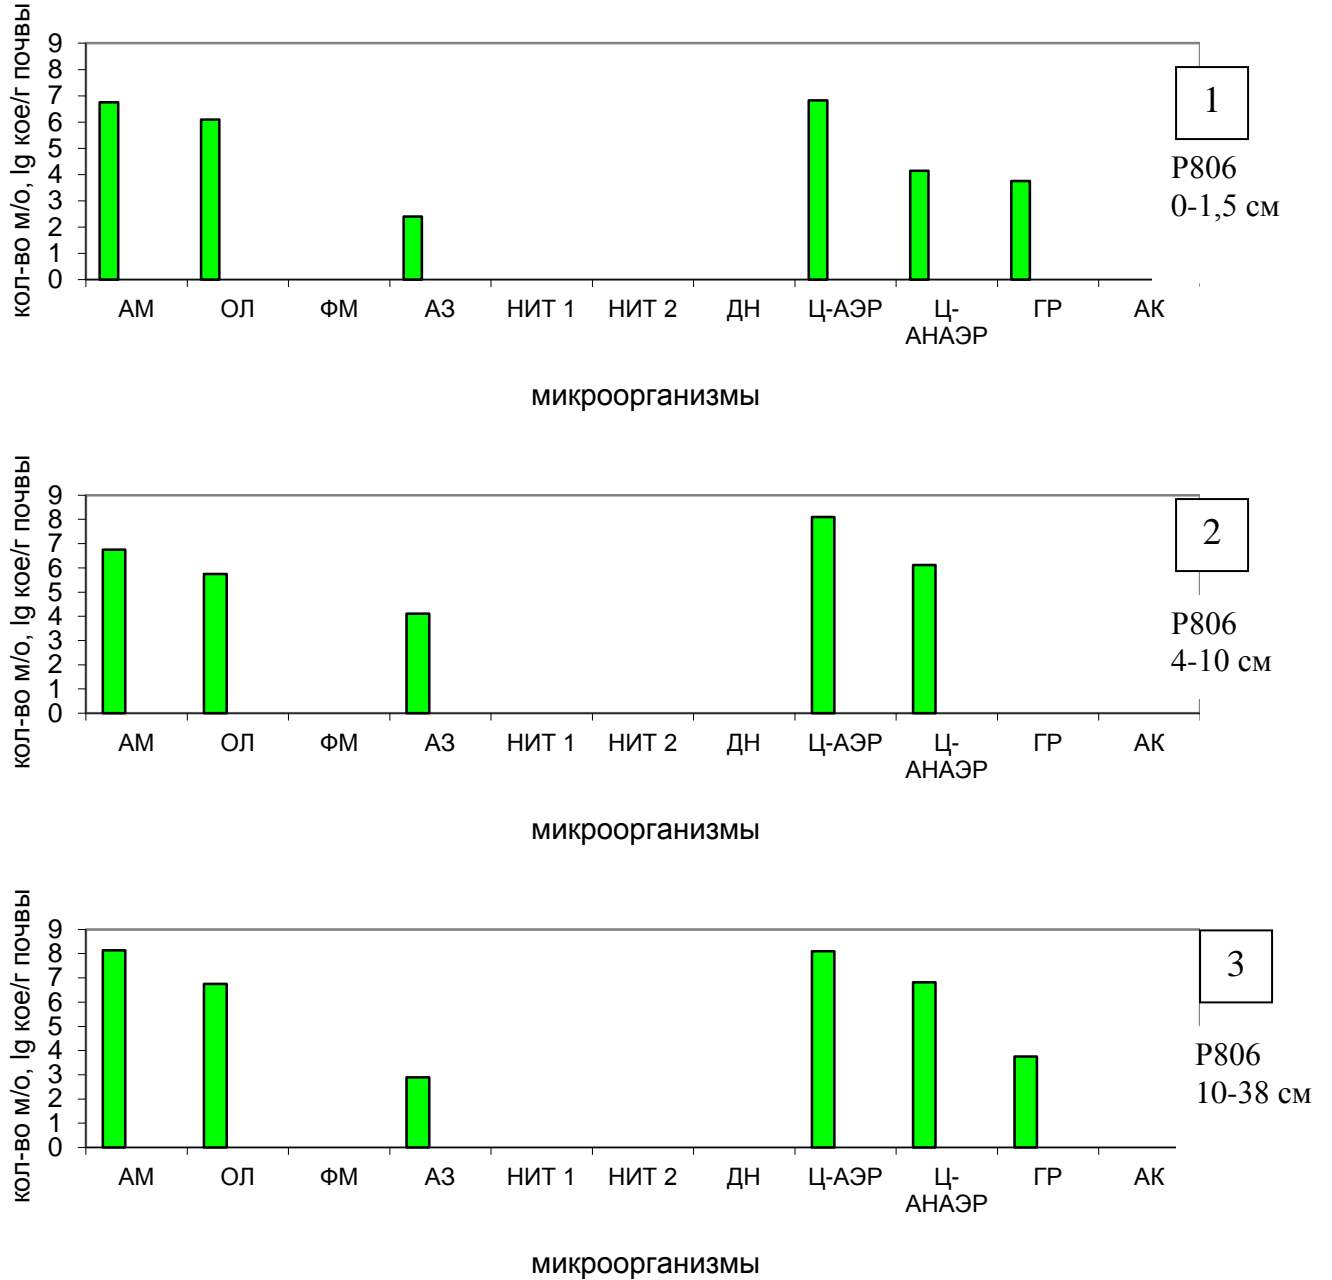 кол-во м/о, lg кое/г почвы
9
8
7
6
5
4
3
2
1
0
АМ ОЛ ФМ АЗ НИТ 1 НИТ 2 ДН Ц-АЭР Ц- ГР АК
АНАЭР
микроорганизмы
1
Р806
0-1,5 см
кол-во м/о, lg кое/г почвы
9
8
7
6
5
4
3
2
1
0
АМ ОЛ ФМ АЗ НИТ 1 НИТ 2 ДН Ц-АЭР Ц- ГР АК
АНАЭР
микроорганизмы
2
Р806
4-10 см
кол-во м/о, lg кое/г почвы
9
8
7
6
5
4
3
2
1
0
АМ ОЛ ФМ АЗ НИТ 1 НИТ 2 ДН Ц-АЭР Ц- ГР АК
АНАЭР
микроорганизмы
3
Р806
10-38 см